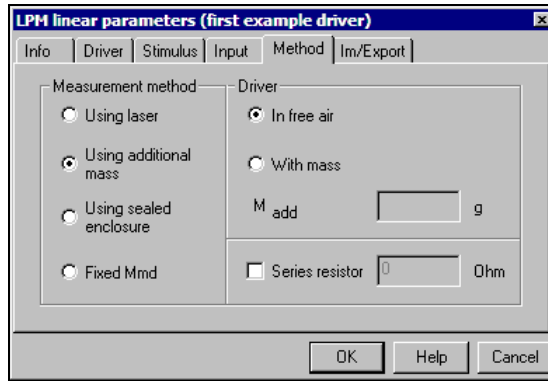 LPM linear parameters (first example driver)
Info Driver Stimulus Input Method Im/Export
Measurement method
Using laser
Using additional
mass
Using sealed
enclosure
Fixed Mmd
Driver
In free air
With mass
M add g
Series resistor 0 Ohm
OK Help Cancel